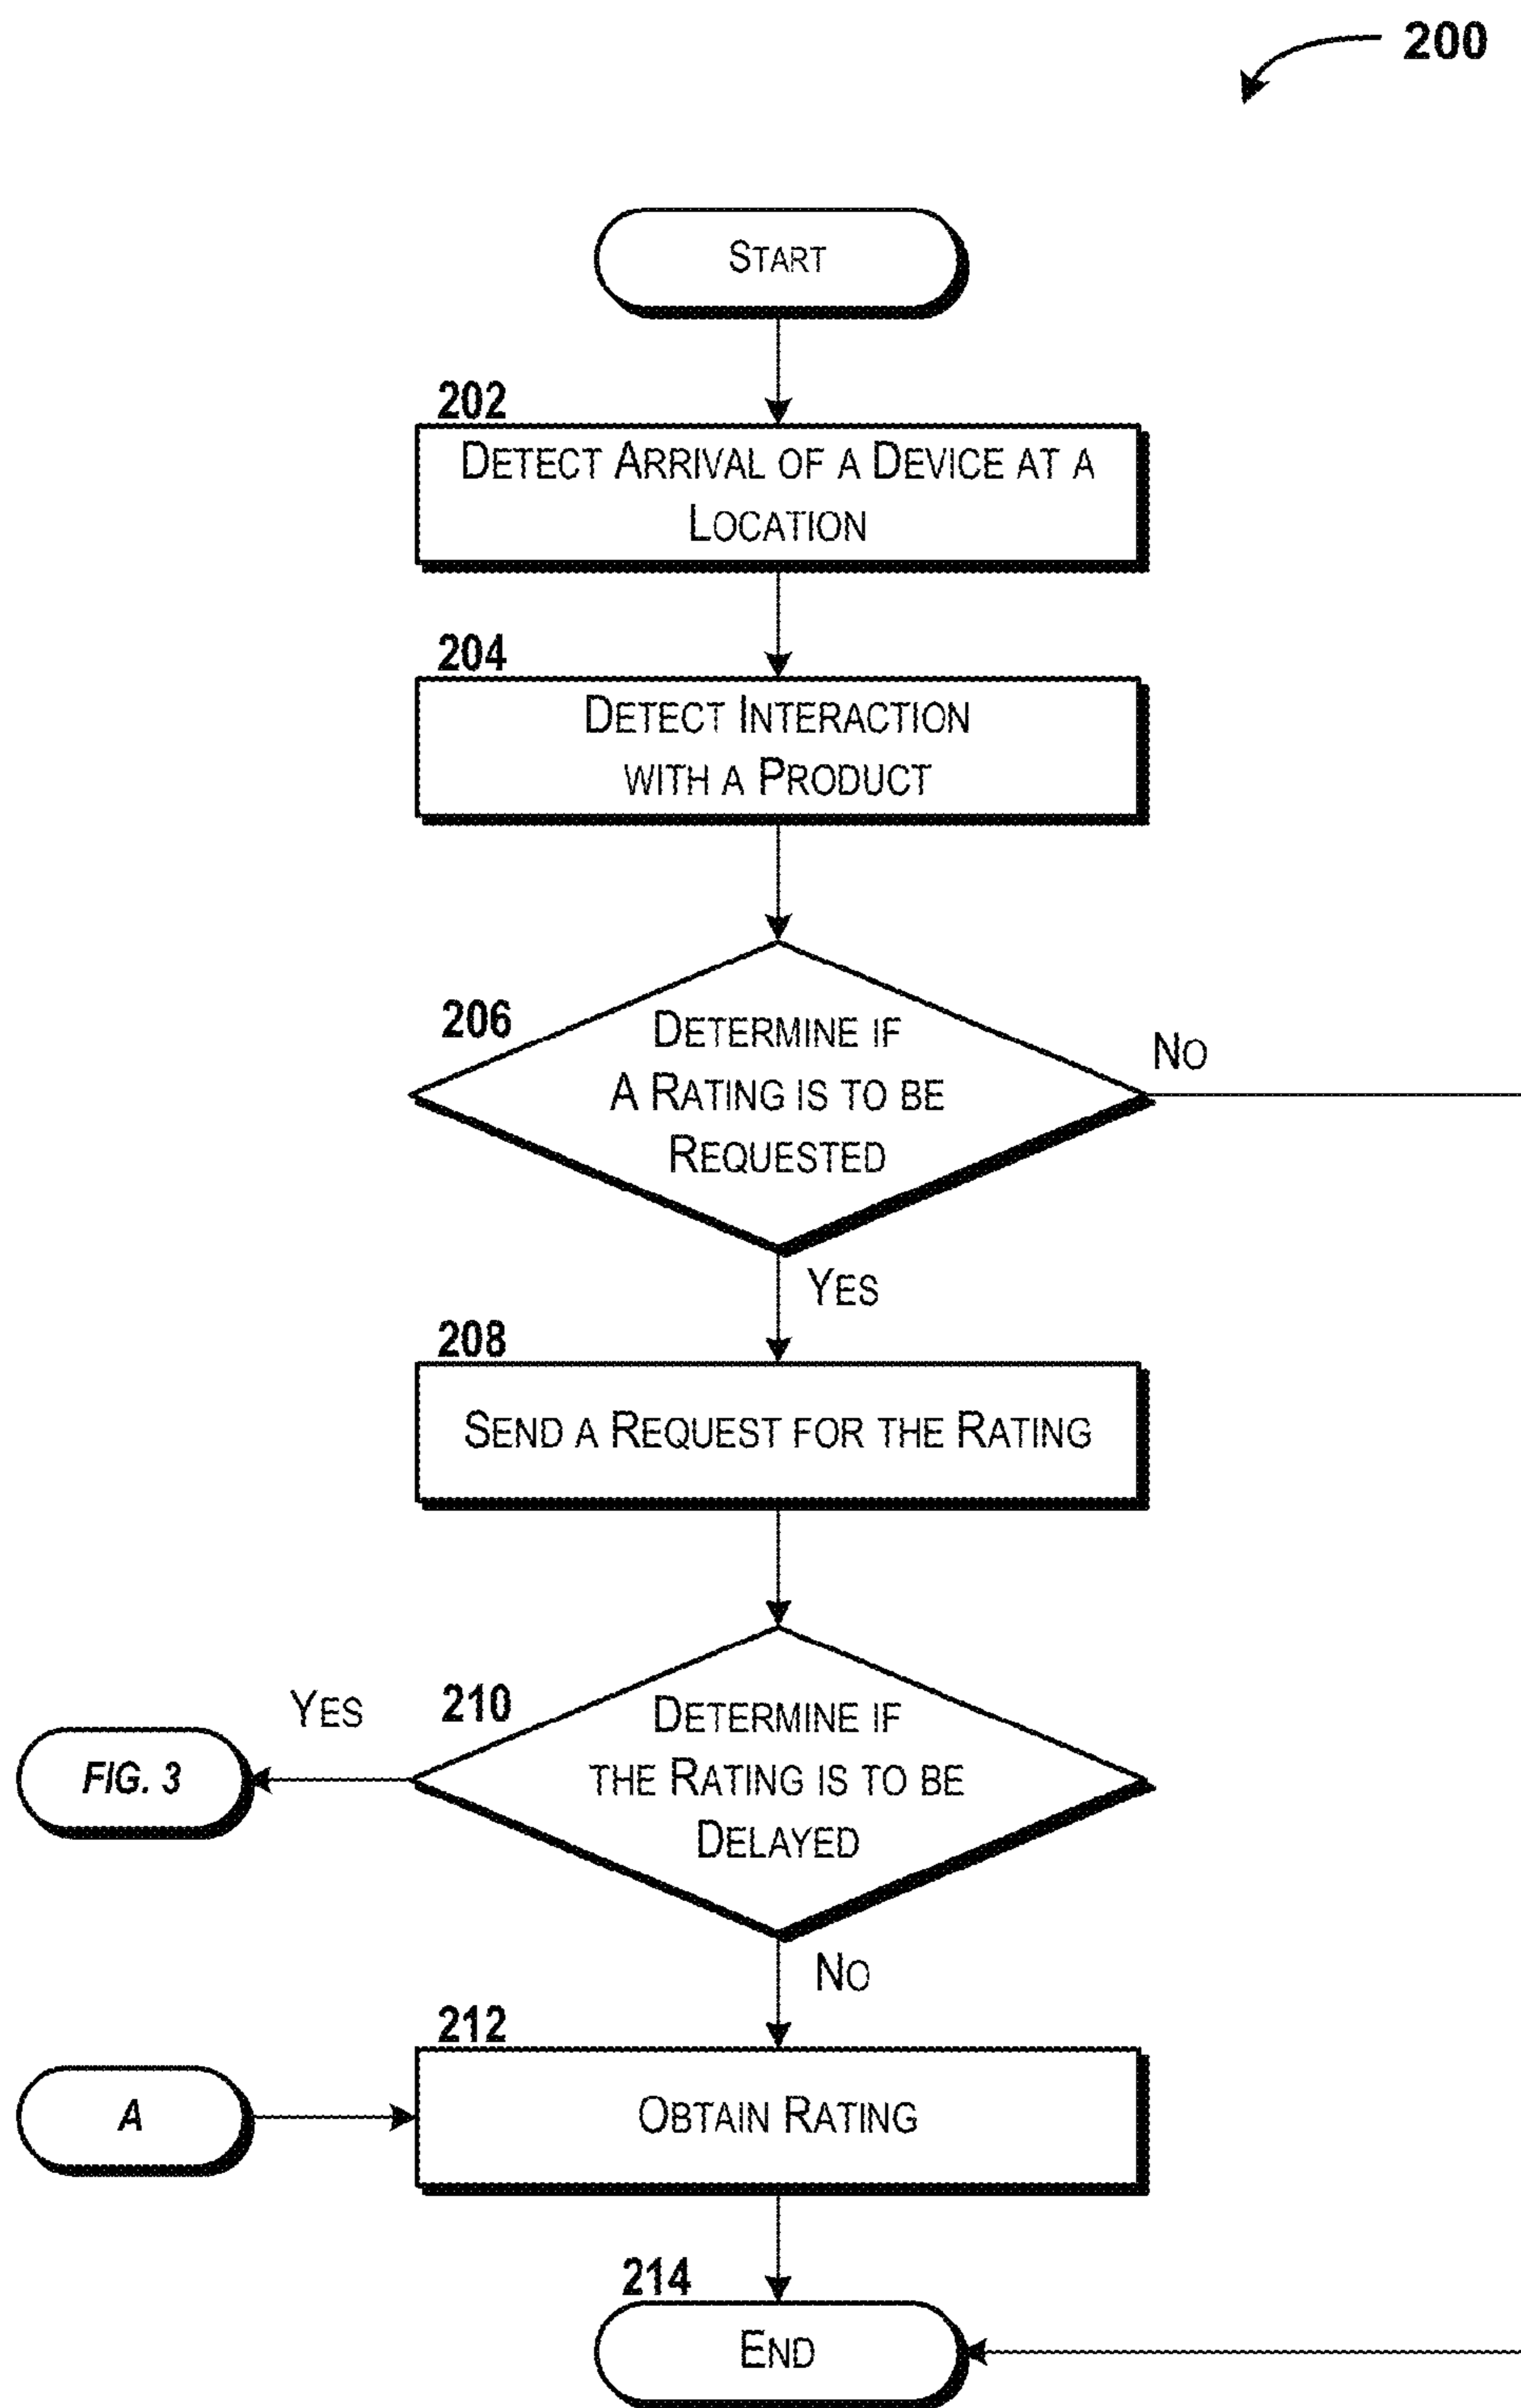 200
START
202
DETECT ARRIVAL OF A DEVICE AT A
LOCATION
204
DETECT INTERACTION
WITH A PRODUCT
206
DETERMINE IF
A RATING IS TO BE
REQUESTED
NO
YES
208
SEND A REQUEST FOR THE RATING
210
DETERMINE IF
THE RATING IS TO BE
DELAYED
YES
FIG. 3
NO
212
OBTAIN RATING
A
214
END